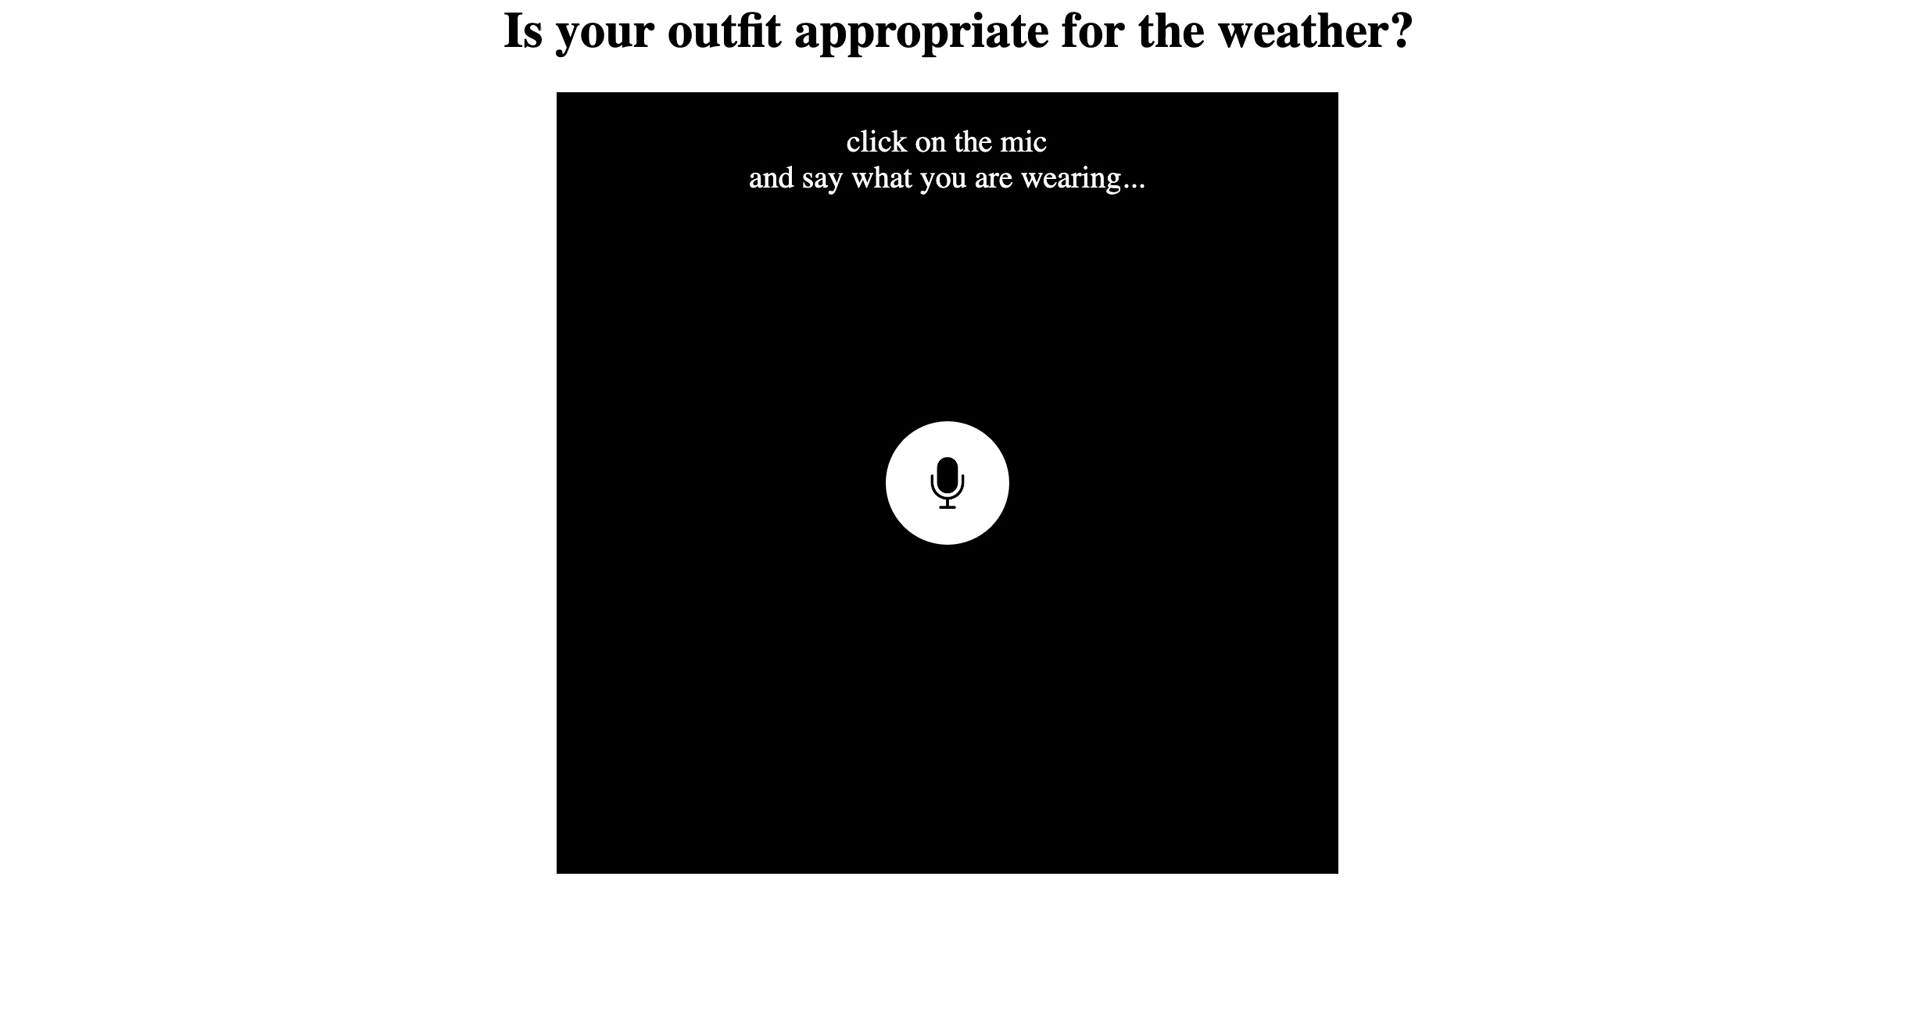 Is your outfit appropriate for the weather?
click on the mic
and say what you are wearing...